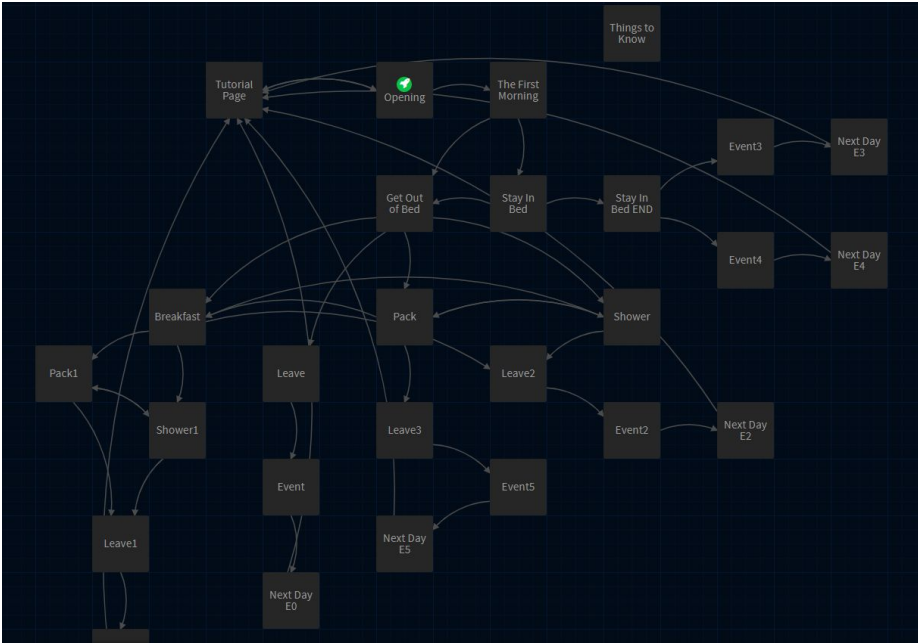 Things to
Know
Tutorial
Page
Opening
The First
Morning
Event3
Next Day
E3
Get Out
of Bed
Stay In
Bed
Stay In
Bed END
Event4
Next Day
E4
Breakfast
Pack
Shower
Pack1
Leave
Leave2
Shower1
Leave3
Event2
Next Day
E2
Event
Event5
Leave1
Next Day
E5
Next Day
E0